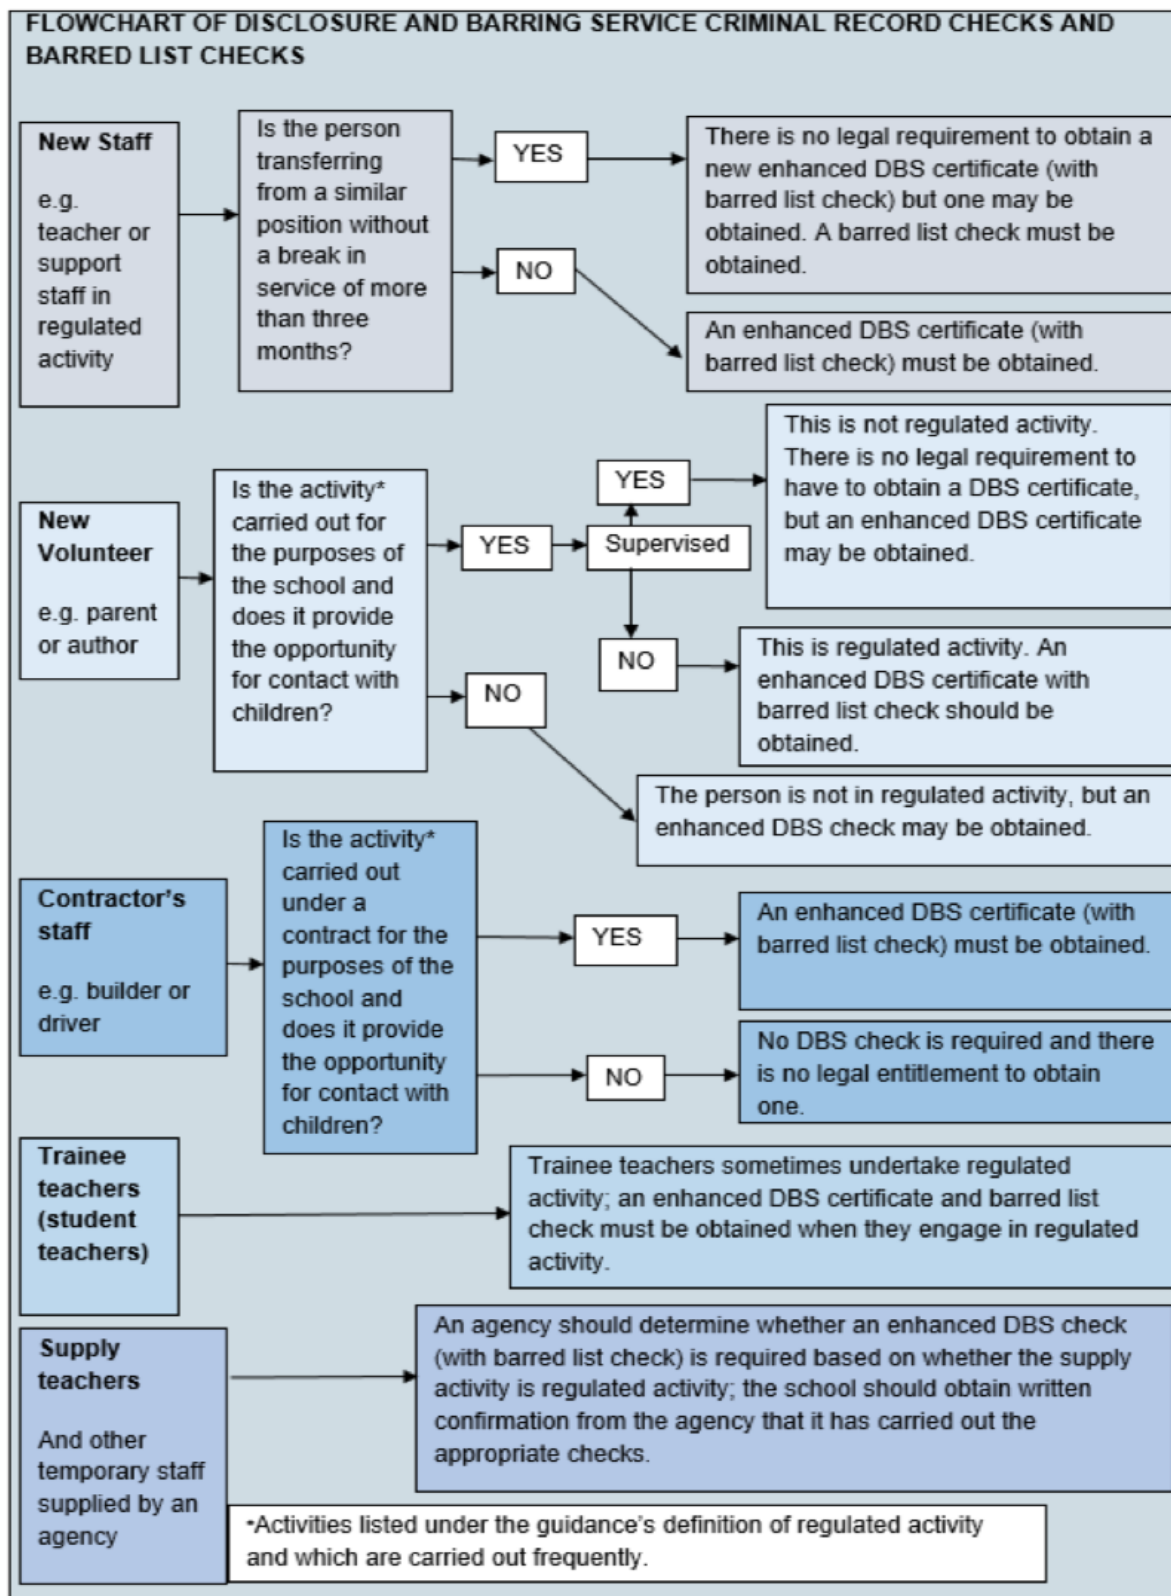 FLOWCHART OF DISCLOSURE AND BARRING SERVICE CRIMINAL RECORD CHECKS AND
BARRED LIST CHECKS
New Staff
e.g.
teacher or
support
staff in
regulated
activity
Is the person
transferring
from a similar
position without
a break in
service of more
than three
months?
YES
There is no legal requirement to obtain a
new enhanced DBS certificate (with
barred list check) but one may be
obtained. A barred list check must be
obtained.
NO
An enhanced DBS certificate (with
barred list check) must be obtained.
New
Volunteer
e.g. parent
or author
Is the activity*
carried out for
the purposes of
the school and
does it provide
the opportunity
for contact with
children?
YES
Supervised
YES
This is not regulated activity.
There is no legal requirement to
have to obtain a DBS certificate,
but an enhanced DBS certificate
may be obtained.
NO
This is regulated activity. An
enhanced DBS certificate with
barred list check should be
obtained.
NO
The person is not in regulated activity, but an
enhanced DBS check may be obtained.
Contractor's
staff
e.g. builder or
driver
Is the activity*
carried out
under a
contract for the
purposes of the
school and
does it provide
the opportunity
for contact with
children?
YES
An enhanced DBS certificate (with
barred list check) must be obtained.
NO
No DBS check is required and there
is no legal entitlement to obtain
one.
Trainee
teachers
(student
teachers)
Trainee teachers sometimes undertake regulated
activity; an enhanced DBS certificate and barred list
check must be obtained when they engage in regulated
activity.
Supply
teachers
And other
temporary staff
supplied by an
agency
An agency should determine whether an enhanced DBS check
(with barred list check) is required based on whether the supply
activity is regulated activity; the school should obtain written
confirmation from the agency that it has carried out the
appropriate checks.
*Activities listed under the guidance's definition of regulated activity
and which are carried out frequently.